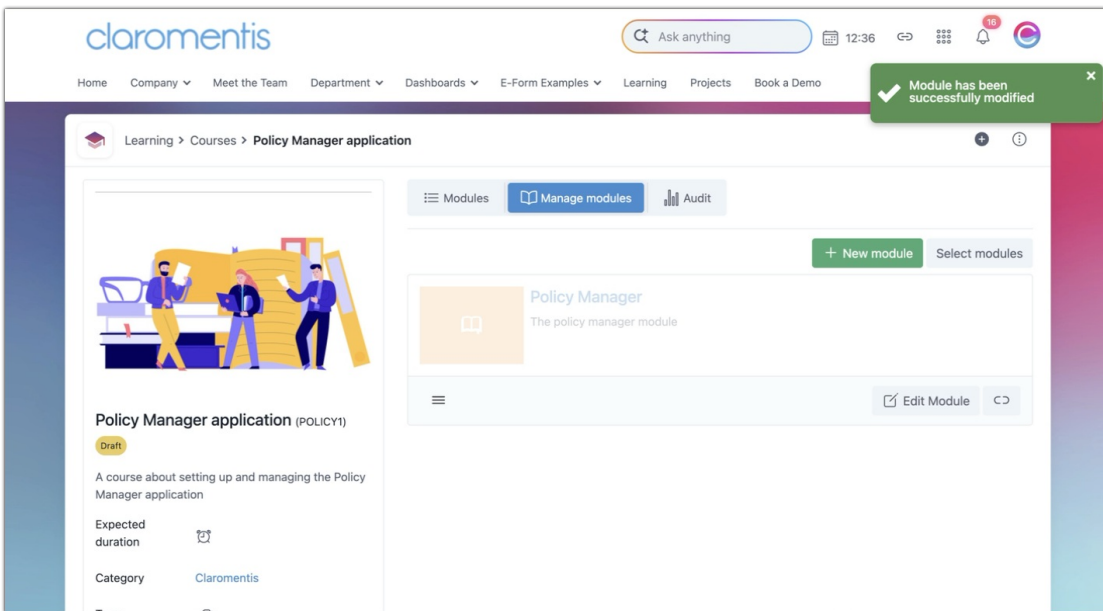 claromentis
Ask anything
12:36
16
Home
Company
Meet the Team
Department
Dashboards
E-Form Examples
Learning
Projects
Book a Demo
Module has been
successfully modified
Learning > Courses > Policy Manager application
Modules
Manage modules
Audit
+ New module
Select modules
Policy Manager
The policy manager module
Edit Module
Policy Manager application (POLICY1)
Draft
A course about setting up and managing the Policy
Manager application
Expected
duration
Category
Claromentis